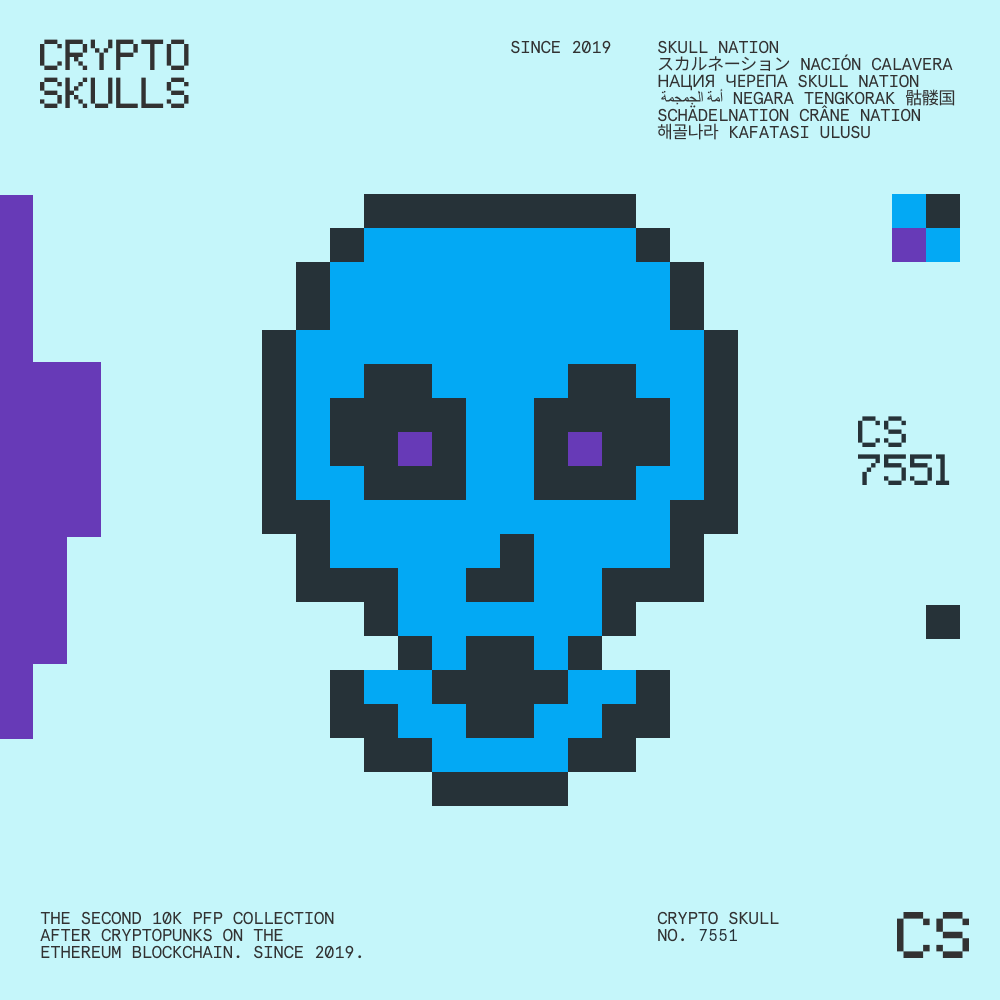 CRYPTO
SKULLS
SINCE 2019
SKULL NATION
スカルネーション NACIÓN CALAVERA
НАЦИЯ ЧЕРЕПА SKULL NATION
أمة الجمجمة NEGARA TENGKORAK 骷髅国
SCHÄDELNATION CRÂNE NATION
해골나라 KAFATASI ULUSU
CS
7551
THE SECOND 10K PFP COLLECTION
AFTER CRYPTOPUNKS ON THE
ETHEREUM BLOCKCHAIN. SINCE 2019.
CRYPTO SKULL
NO. 7551
CS